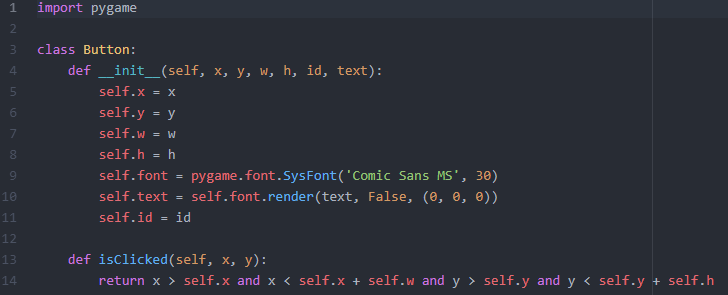 1 import pygame
2
3 class Button:
4     def __init__(self, x, y, w, h, id, text):
5         self.x = x
6         self.y = y
7         self.w = w
8         self.h = h
9         self.font = pygame.font.SysFont('Comic Sans MS', 30)
10         self.text = self.font.render(text, False, (0, 0, 0))
11         self.id = id
12
13     def isClicked(self, x, y):
14         return x > self.x and x < self.x + self.w and y > self.y and y < self.y + self.h